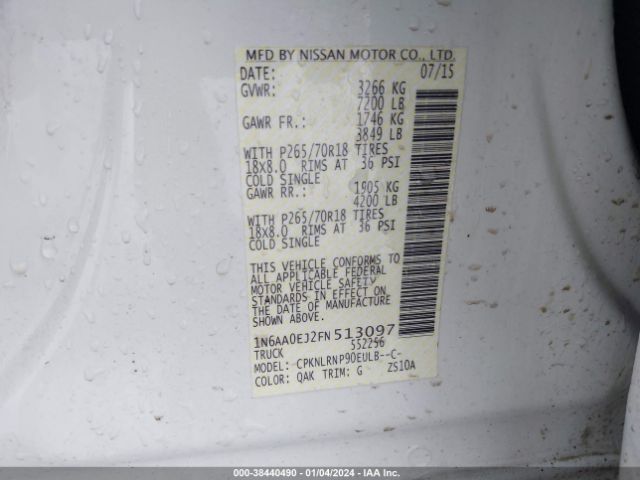 MFD BY NISSAN MOTOR CO., LTD.
DATE: 07/15
GVWR: 3266 KG
7200 LB
GAWR FR.: 1746 KG
3849 LB
WITH P265/70R18 TIRES
18X8.0 RIMS AT 36 PSI
COLD SINGLE
GAWR RR.: 1905 KG
4200 LB
WITH P265/70R18 TIRES
18X8.0 RIMS AT 36 PSI
COLD SINGLE
THIS VEHICLE CONFORMS TO
ALL APPLICABLE FEDERAL
MOTOR VEHICLE SAFETY
STANDARDS IN EFFECT ON THE
DATE OF MANUFACTURE
SHOWN ABOVE.
1N6AA0EJ2FN513097
TRUCK 552256
MODEL: CPKNLRNP90EULB--C-
COLOR: QAK TRIM: G ZS10A
000-38440490 - 01/04/2024 - IAA Inc.